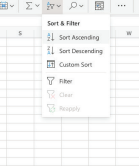 Sort & Filter
S
Sort Ascending
W
Sort Descending
Custom Sort
Filter
Clear
Reapply